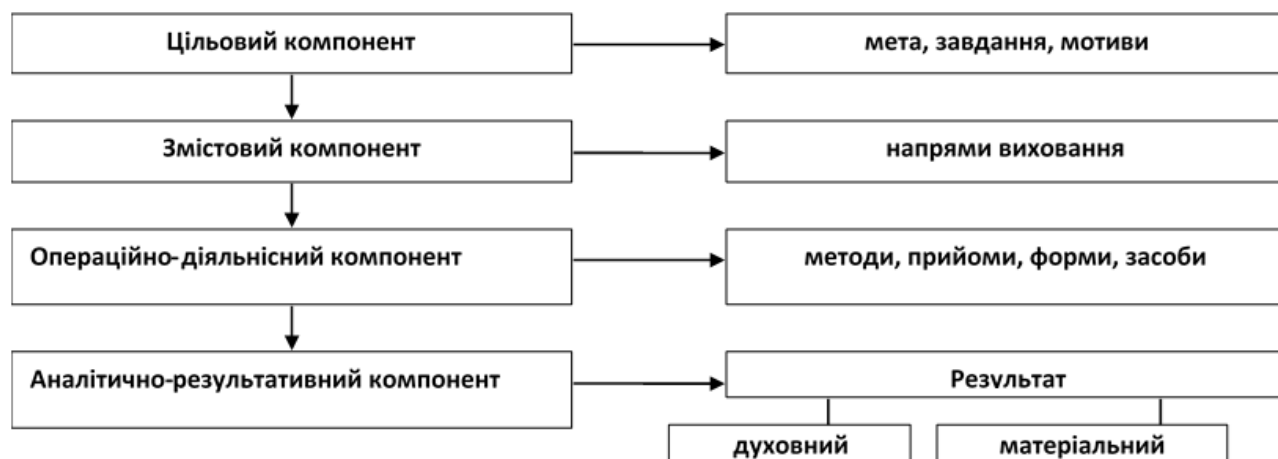 Цільовий компонент
мета, завдання, мотиви
Змістовий компонент
напрями виховання
Операційно-діяльнісний компонент
методи, прийоми, форми, засоби
Аналітично-результативний компонент
Результат
духовний
матеріальний